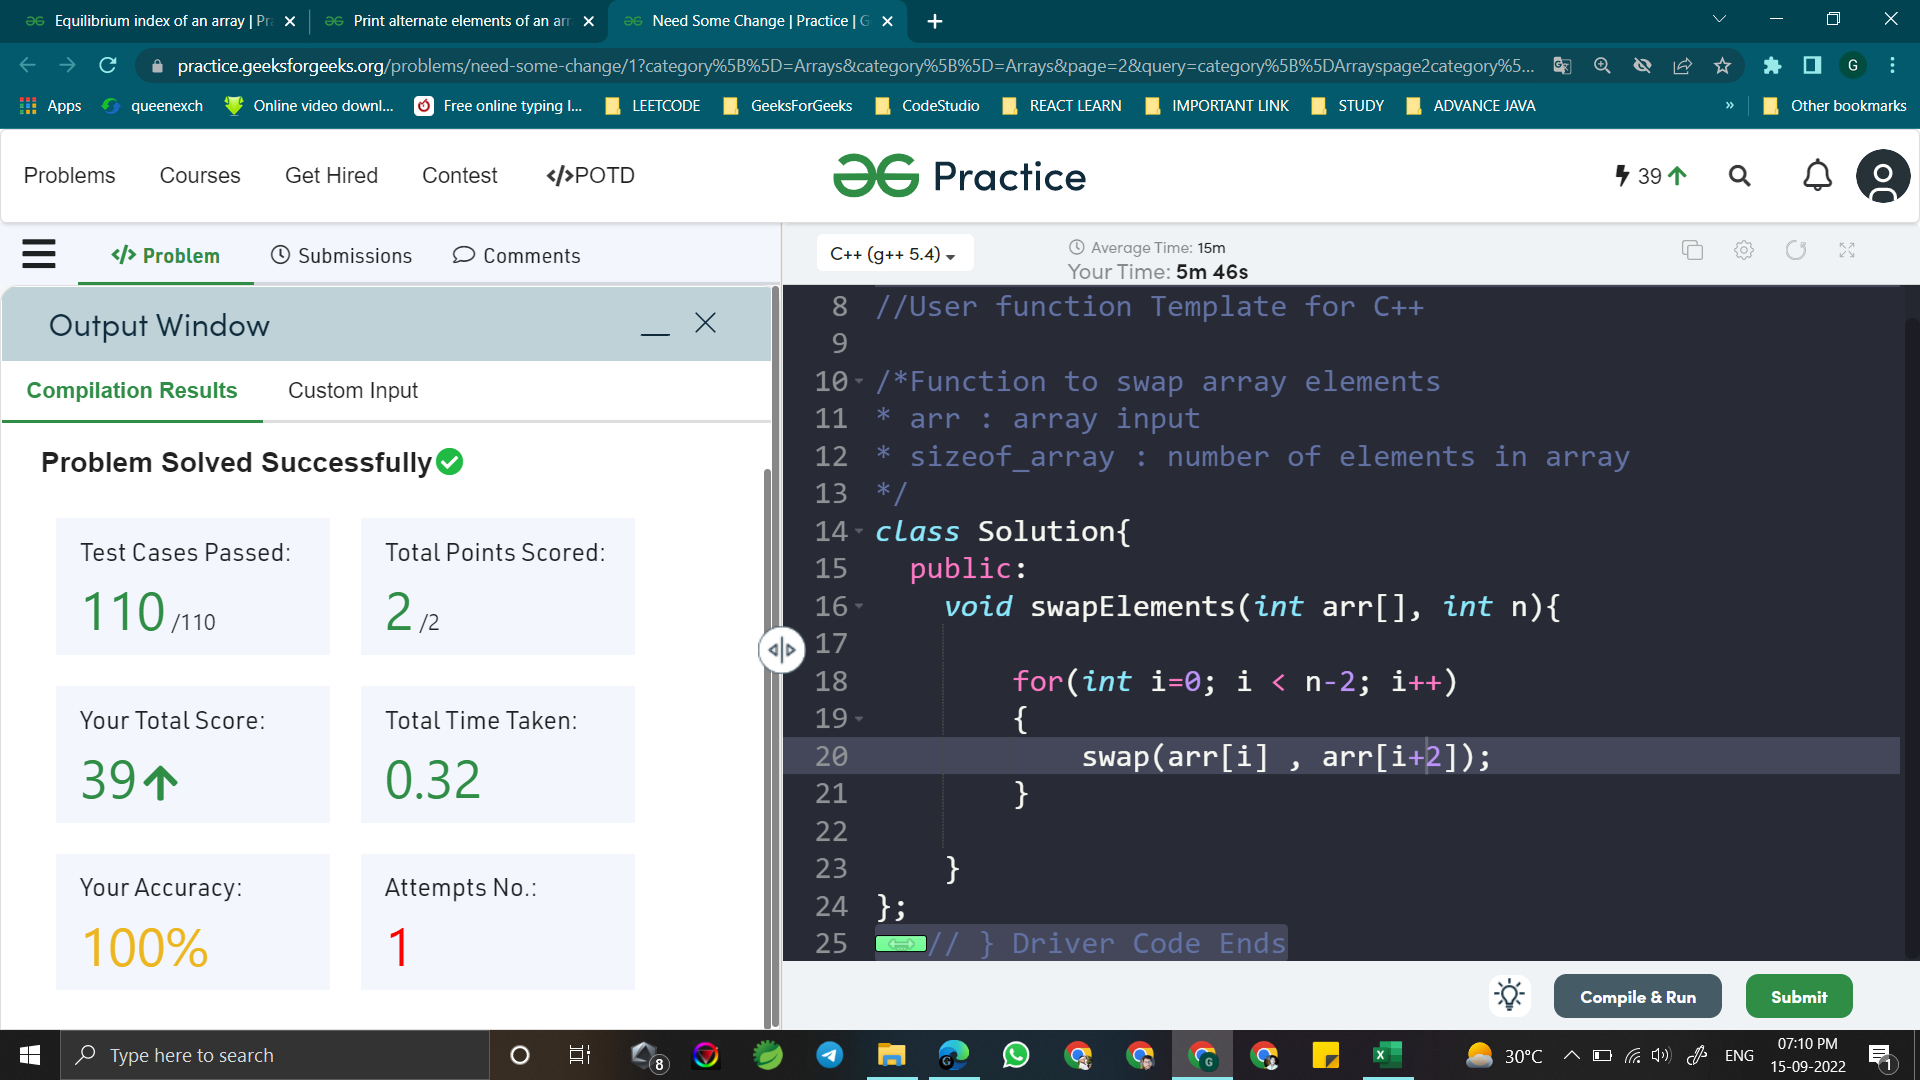 Equilibrium index of an array | Pr
Print alternate elements of an arr
Need Some Change | Practice | G
practice.geeksforgeeks.org/problems/need-some-change/1?category%5B%5D=Arrays&category%5B%5D=Arrays&page=2&query=category%5B%5DArrayspage2category%5...
G
Apps
queenexch
Online video downl...
Free online typing l...
LEETCODE
GeeksForGeeks
CodeStudio
REACT LEARN
IMPORTANT LINK
STUDY
ADVANCE JAVA
»
Other bookmarks
Problems
Courses
Get Hired
Contest
</>POTD
Practice
39
</> Problem
Submissions
Comments
C++ (g++ 5.4)
Average Time: 15m
Your Time: 5m 46s
Output Window
Compilation Results
Custom Input
Problem Solved Successfully
Test Cases Passed:
110 /110
Total Points Scored:
2 /2
Your Total Score:
39
Total Time Taken:
0.32
Your Accuracy:
100%
Attempts No.:
1
8 //User function Template for C++
9
10 /*Function to swap array elements
11 * arr : array input
12 * sizeof_array : number of elements in array
13 */
14 class Solution{
15 public:
16 void swapElements(int arr[], int n){
17
18 for(int i=0; i < n-2; i++)
19 {
20 swap(arr[i] , arr[i+2]);
21 }
22
23 }
24 };
25 // } Driver Code Ends
Compile & Run
Submit
Type here to search
8
G
G
30°C
ENG
07:10 PM
15-09-2022
1